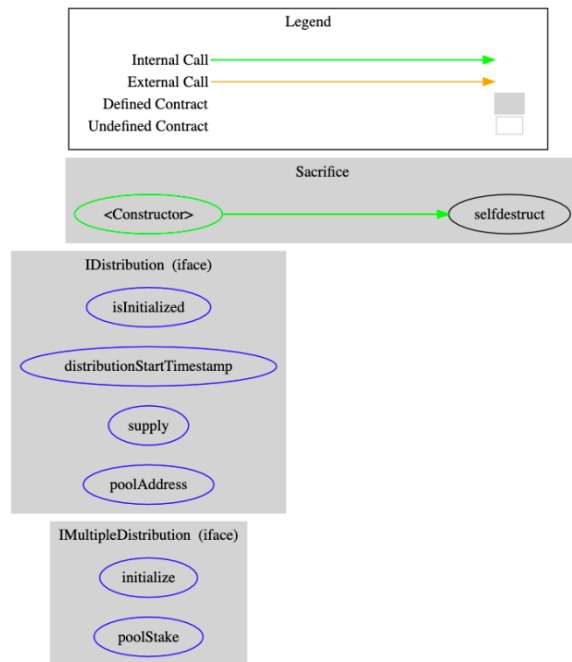 Legend
Internal Call
External Call
Defined Contract
Undefined Contract
Sacrifice
<Constructor>
selfdestruct
IDistribution (iface)
isInitialized
distributionStartTimestamp
supply
poolAddress
IMultipleDistribution (iface)
initialize
poolStake